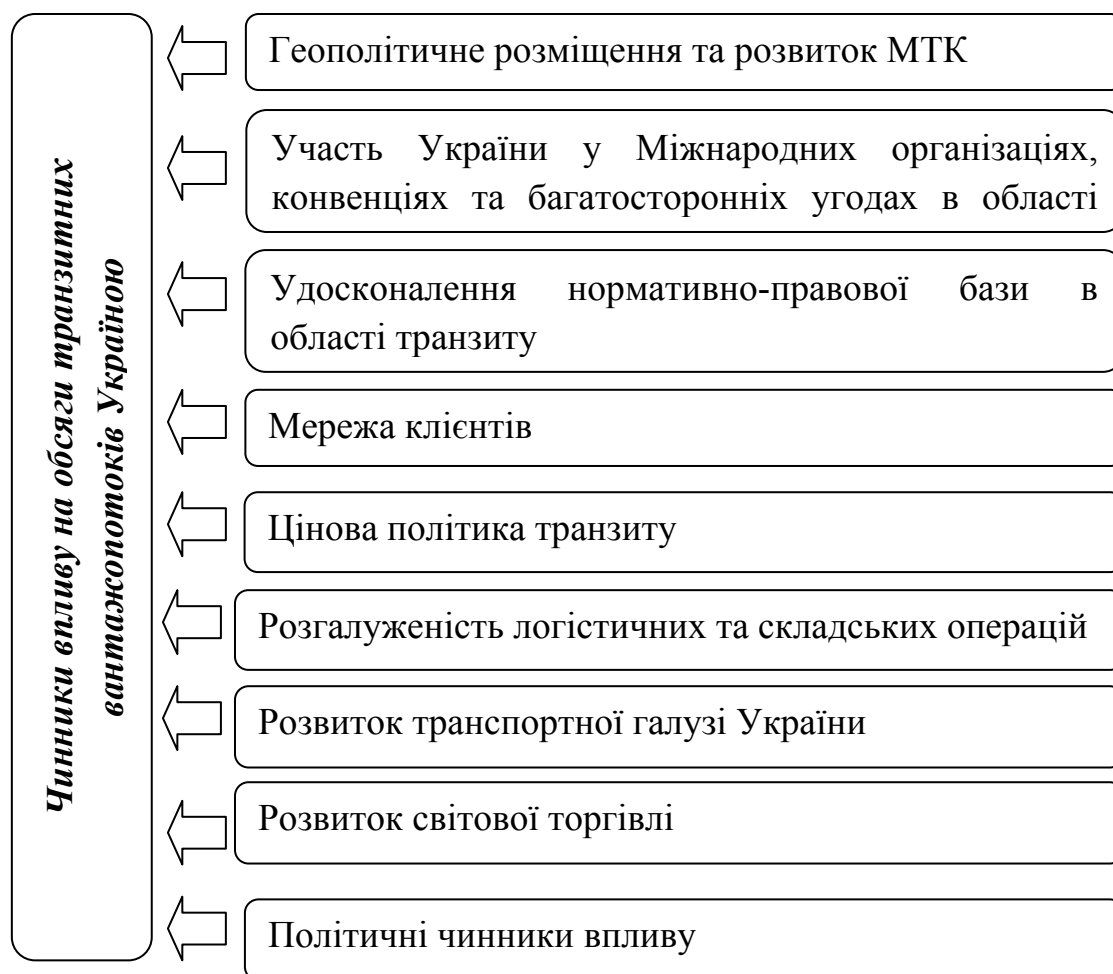 Чинники впливу на обсяги транзитних
вантажопотоків Україною
Геополітичне розміщення та розвиток МТК
Участь України у Міжнародних організаціях,
конвенціях та багатосторонніх угодах в області
Удосконалення нормативно-правової бази в
області транзиту
Мережа клієнтів
Цінова політика транзиту
Розгалуженість логістичних та складських операцій
Розвиток транспортної галузі України
Розвиток світової торгівлі
Політичні чинники впливу